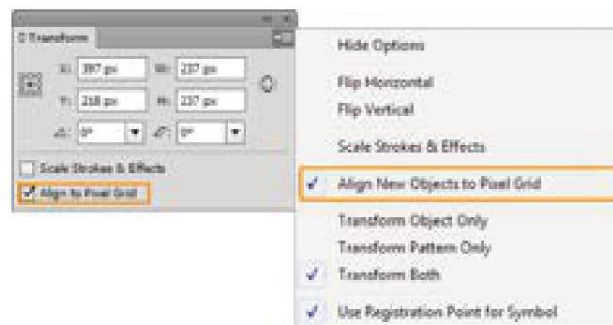 Transform
X: 397 px W: 237 px
Y: 218 px H: 237 px
0° 0°
Scale Strokes & Effects
Align to Pixel Grid
Hide Options
Flip Horizontal
Flip Vertical
Scale Strokes & Effects
Align New Objects to Pixel Grid
Transform Object Only
Transform Pattern Only
Transform Both
Use Registration Point for Symbol